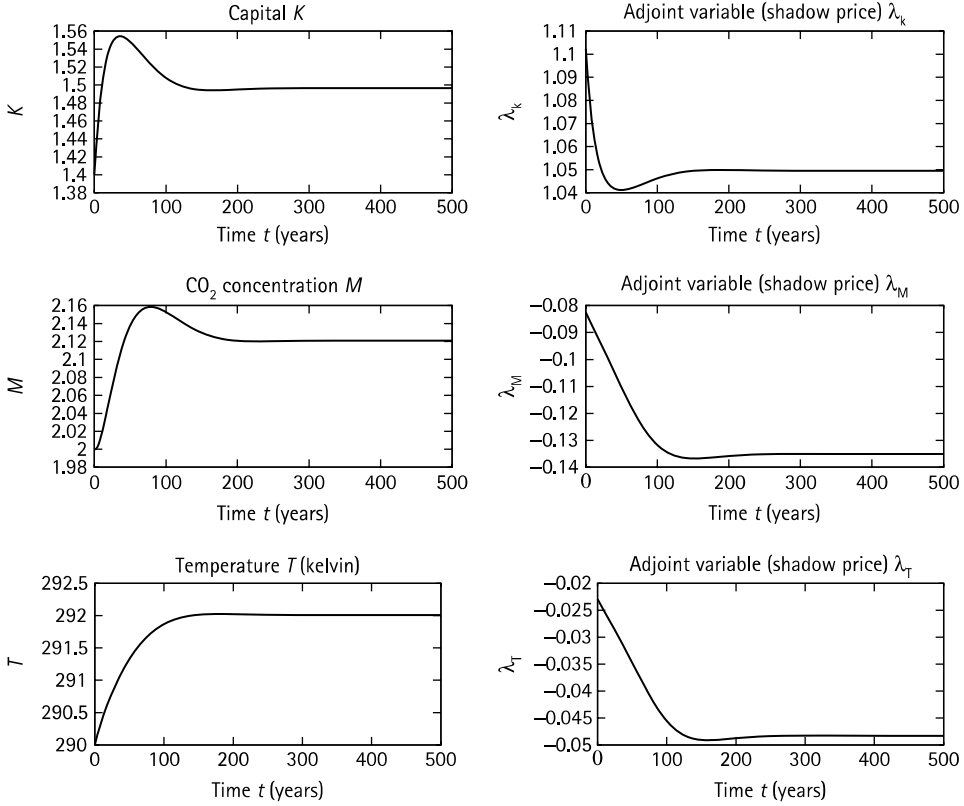 Capital K
K
1.56
1.54
1.52
1.5
1.48
1.46
1.44
1.42
1.4
1.38
0 100 200 300 400 500
Time t (years)
Adjoint variable (shadow price) λk
λk
1.11
1.1
1.09
1.08
1.07
1.06
1.05
1.04
0 100 200 300 400 500
Time t (years)
CO2 concentration M
M
2.16
2.14
2.12
2.1
2.08
2.06
2.04
2.02
2
1.98
0 100 200 300 400 500
Time t (years)
Adjoint variable (shadow price) λM
λM
−0.08
−0.09
−0.1
−0.11
−0.12
−0.13
−0.14
0 100 200 300 400 500
Time t (years)
Temperature T (kelvin)
T
292.5
292
291.5
291
290.5
290
0 100 200 300 400 500
Time t (years)
Adjoint variable (shadow price) λT
λT
−0.02
−0.025
−0.03
−0.035
−0.04
−0.045
−0.05
0 100 200 300 400 500
Time t (years)